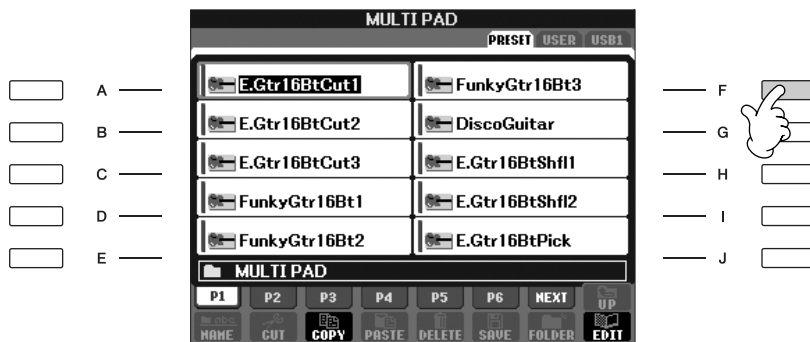 MULTI PAD
PRESET USER USB1
A E.Gtr16BtCut1 FunkyGtr16Bt3 F
B E.Gtr16BtCut2 DiscoGuitar G
C E.Gtr16BtCut3 E.Gtr16BtShfl1 H
D FunkyGtr16Bt1 E.Gtr16BtShfl2 I
E FunkyGtr16Bt2 E.Gtr16BtPick J
MULTI PAD
P1 P2 P3 P4 P5 P6 NEXT UP
NAME CUT COPY PASTE DELETE SAVE FOLDER EDIT